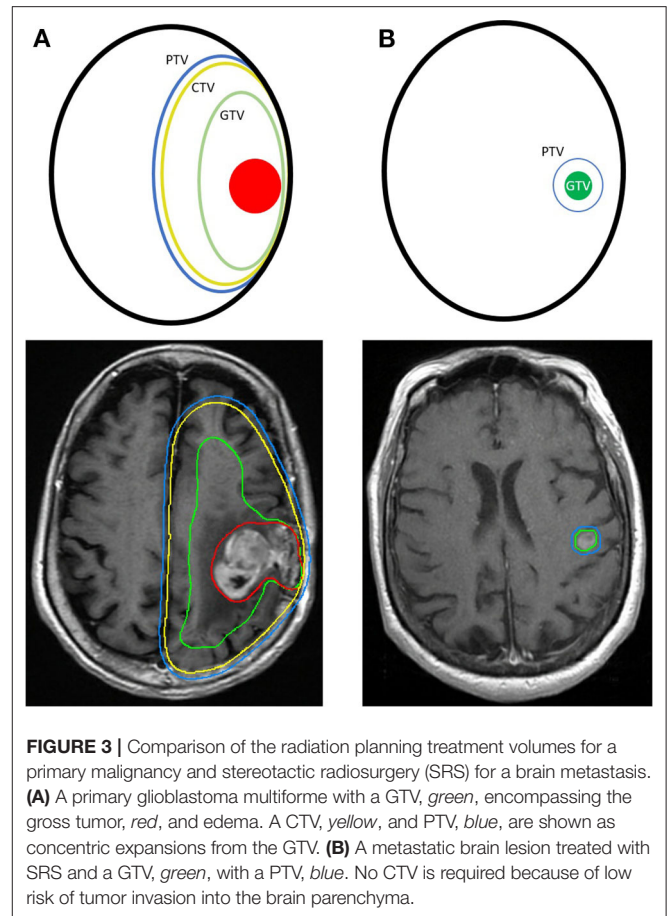 A
PTV
CTV
GTV
B
PTV
GTV
FIGURE 3 | Comparison of the radiation planning treatment volumes for a
primary malignancy and stereotactic radiosurgery (SRS) for a brain metastasis.
(A) A primary glioblastoma multiforme with a GTV, green, encompassing the
gross tumor, red, and edema. A CTV, yellow, and PTV, blue, are shown as
concentric expansions from the GTV. (B) A metastatic brain lesion treated with
SRS and a GTV, green, with a PTV, blue. No CTV is required because of low
risk of tumor invasion into the brain parenchyma.